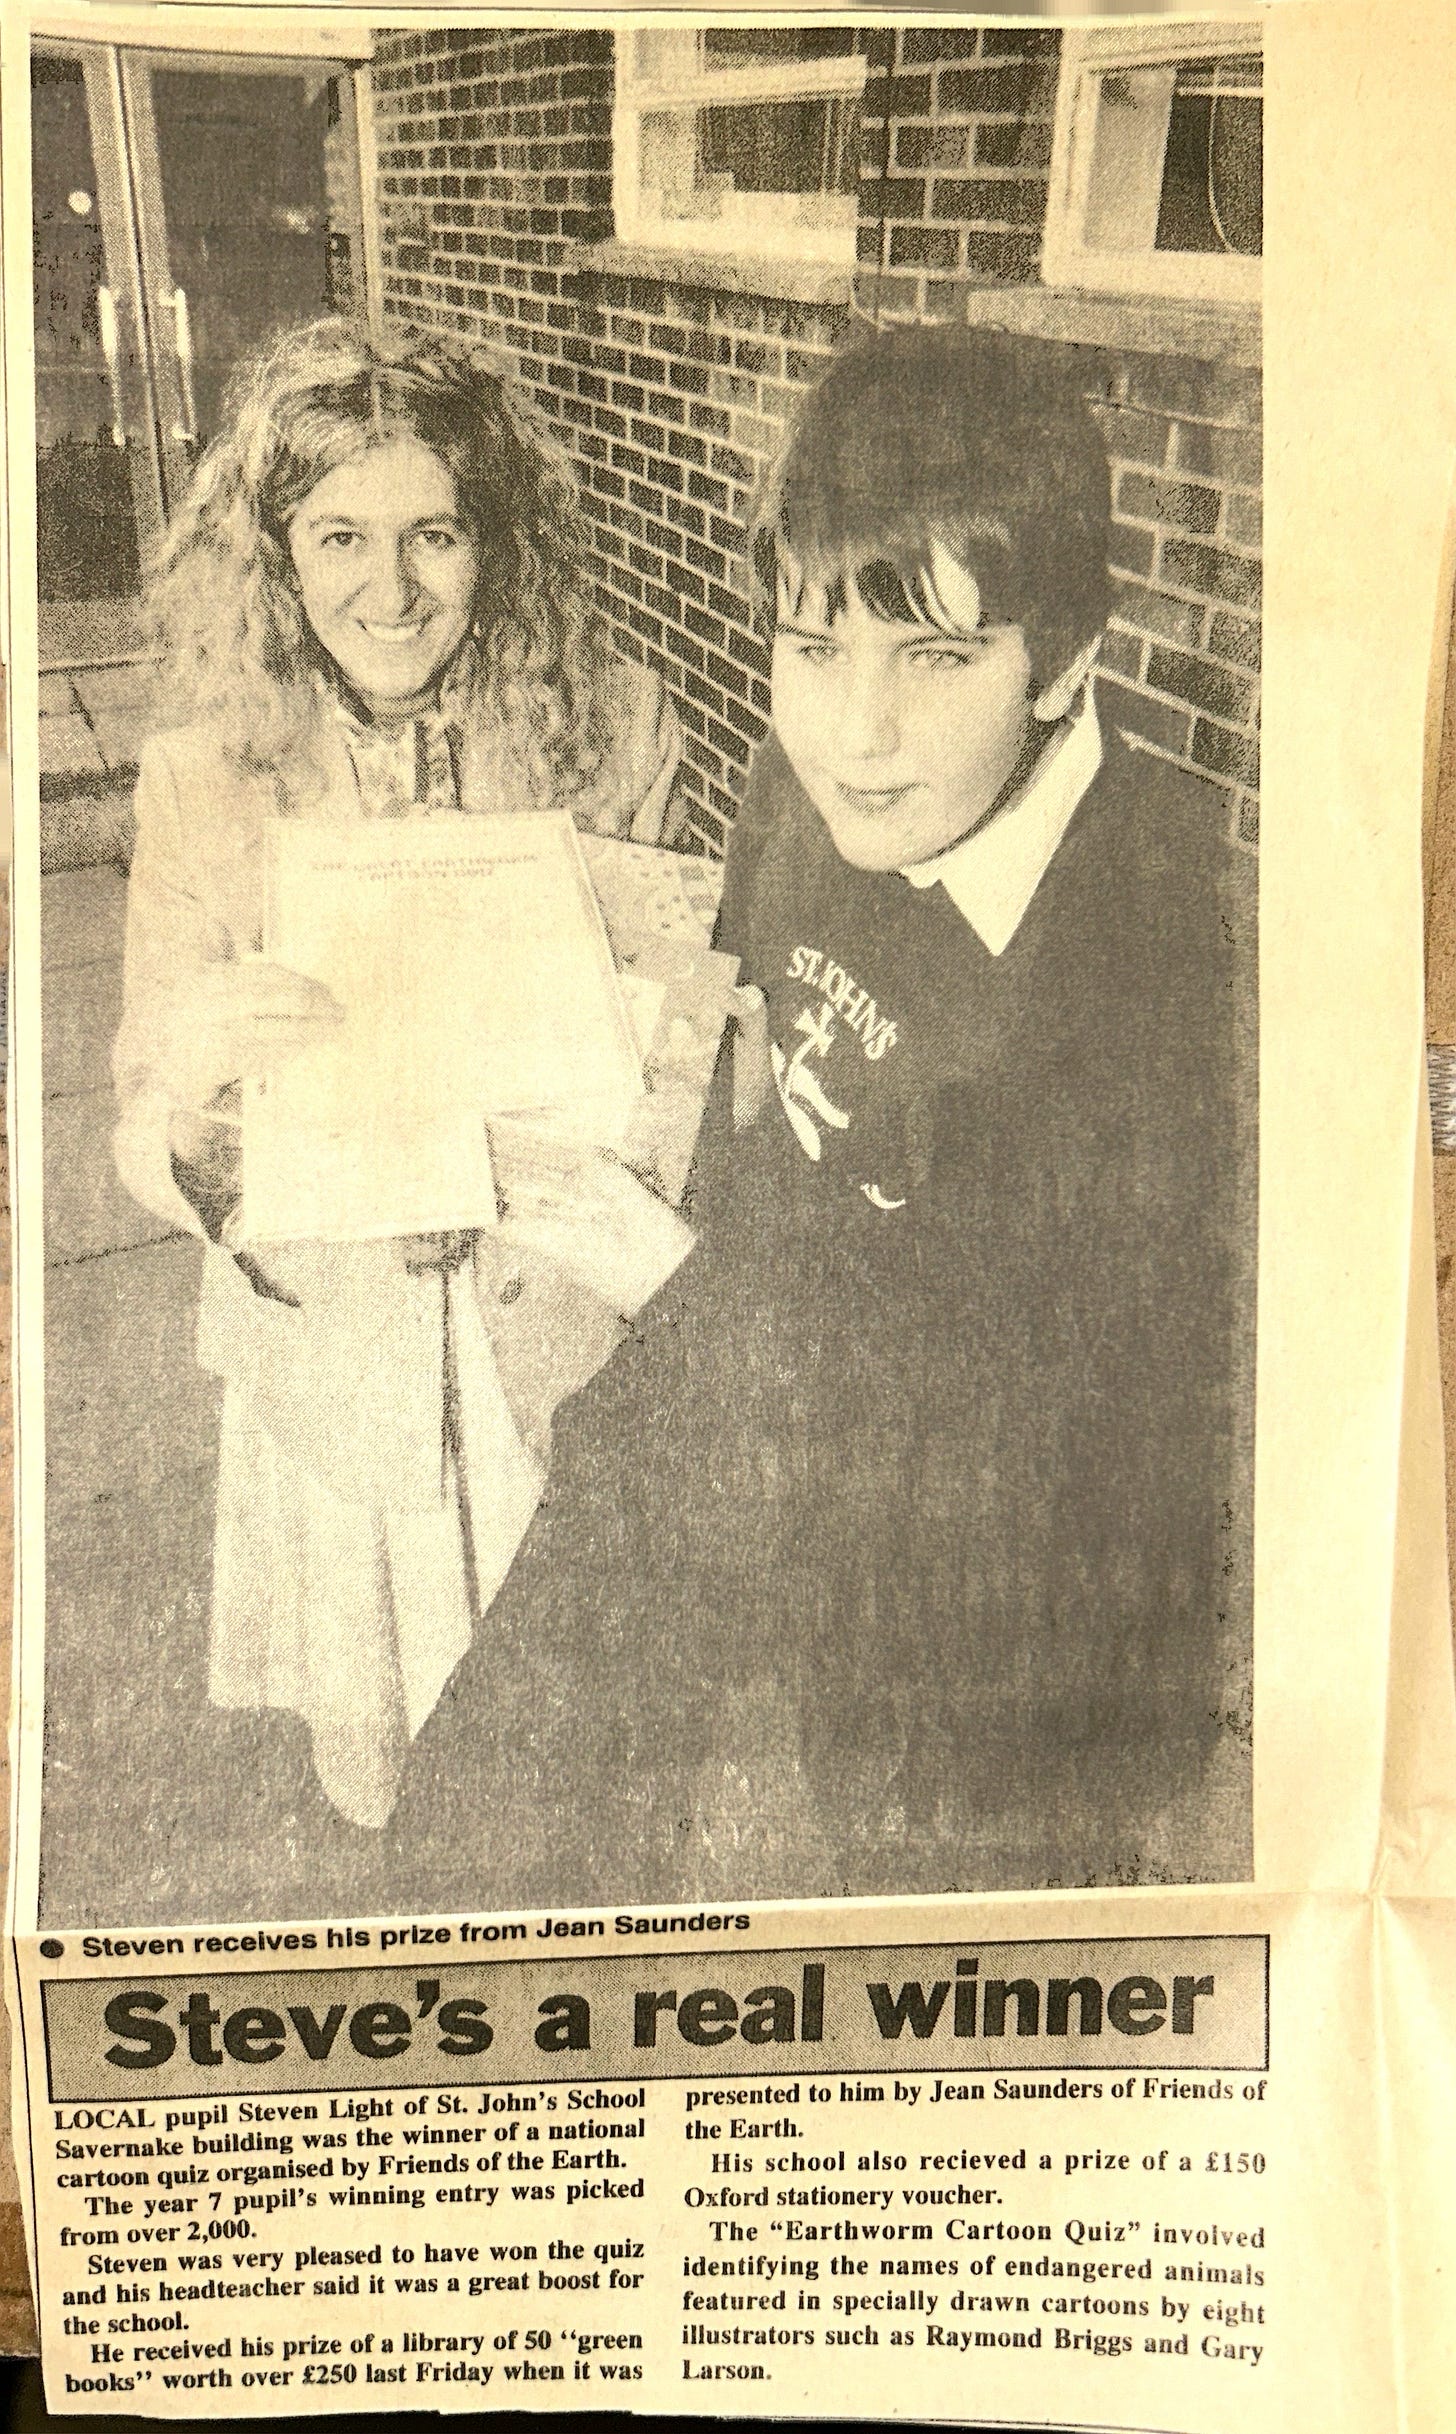 ST. JOHN'S
● Steven receives his prize from Jean Saunders
Steve's a real winner
LOCAL pupil Steven Light of St. John's School
Savernake building was the winner of a national
cartoon quiz organised by Friends of the Earth.
The year 7 pupil's winning entry was picked
from over 2,000.
Steven was very pleased to have won the quiz
and his headteacher said it was a great boost for
the school.
He received his prize of a library of 50 "green
books" worth over £250 last Friday when it was
presented to him by Jean Saunders of Friends of
the Earth.
His school also recieved a prize of a £150
Oxford stationery voucher.
The "Earthworm Cartoon Quiz" involved
identifying the names of endangered animals
featured in specially drawn cartoons by eight
illustrators such as Raymond Briggs and Gary
Larson.